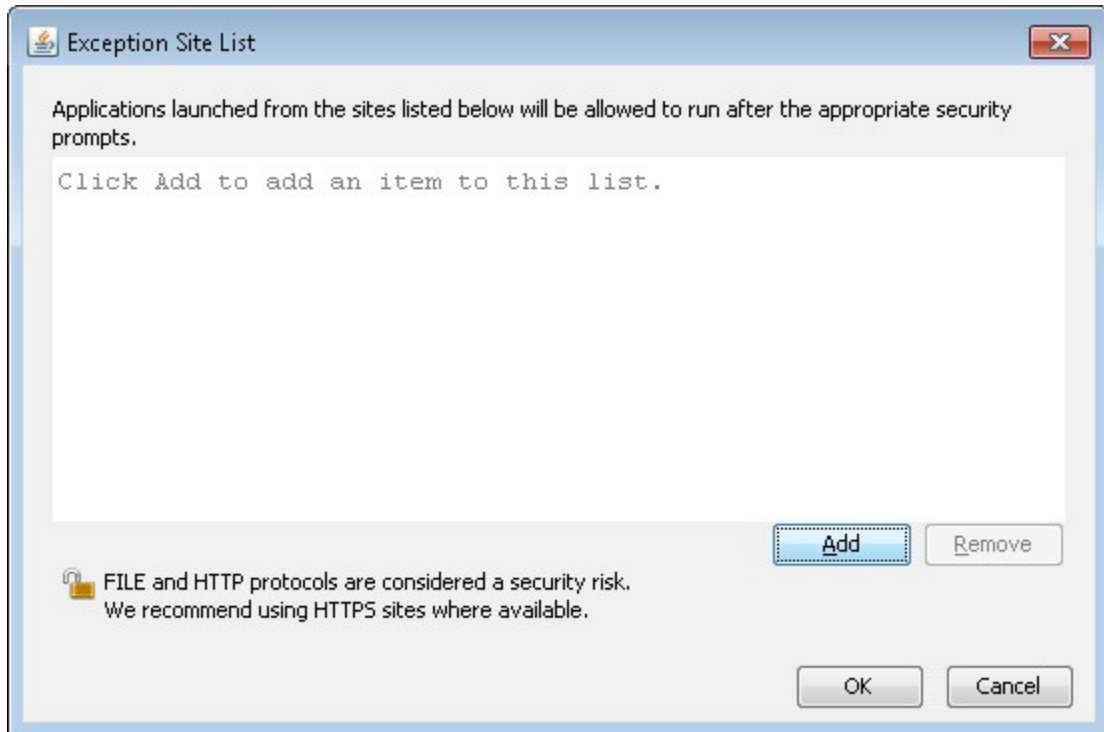 Exception Site List
Applications launched from the sites listed below will be allowed to run after the appropriate security
prompts.
Click Add to add an item to this list.
Add
Remove
FILE and HTTP protocols are considered a security risk.
We recommend using HTTPS sites where available.
OK
Cancel